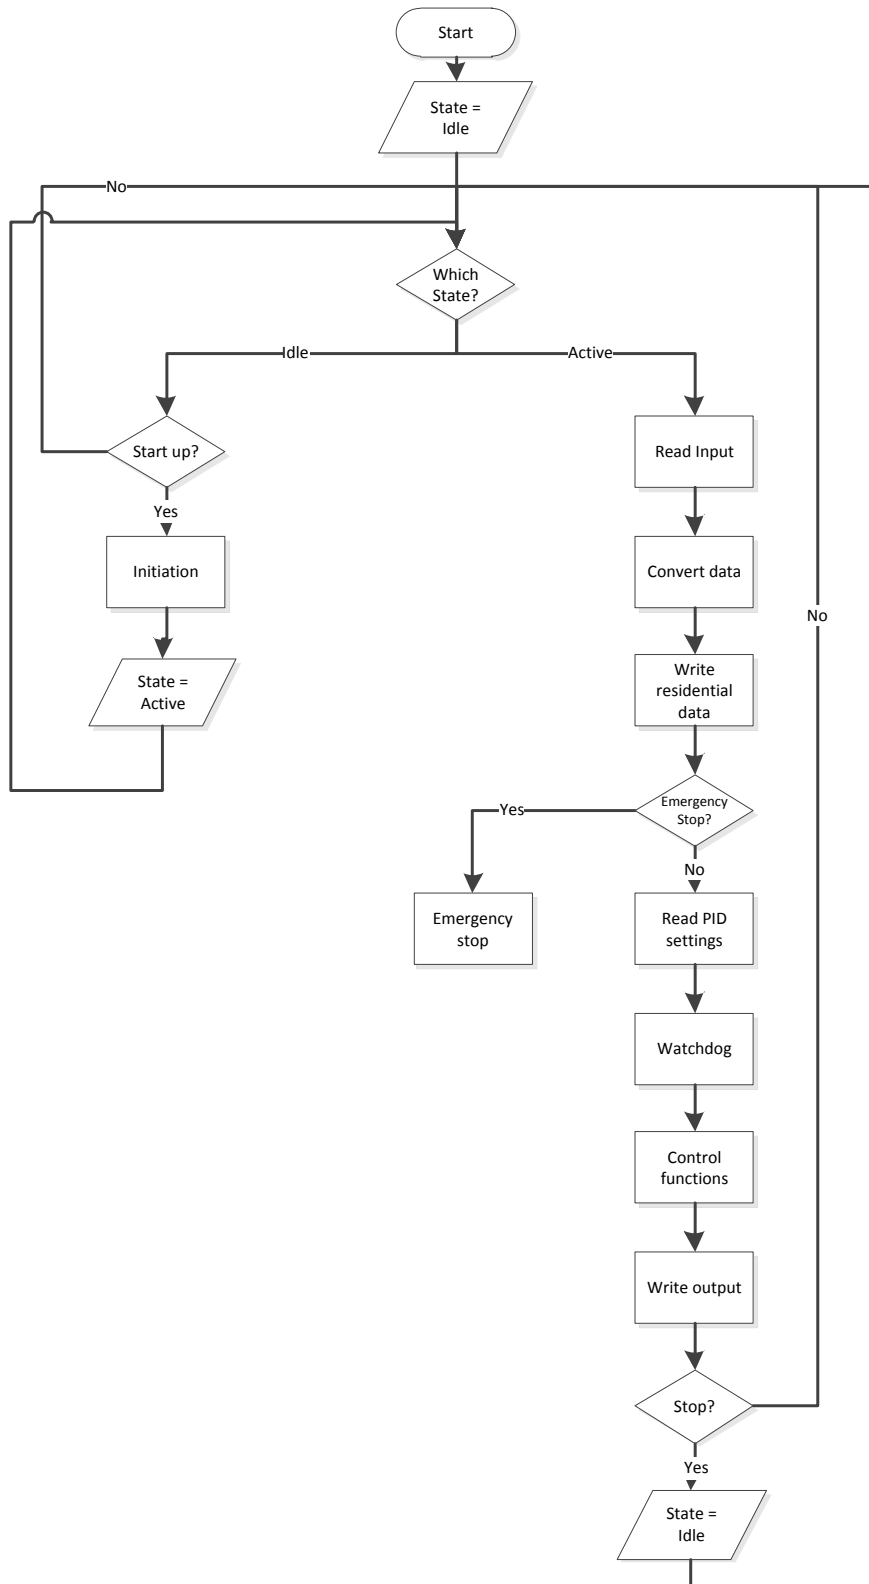 Start
State =
Idle
No
Which
State?
Idle
Active
Start up?
Yes
Initiation
State =
Active
Read Input
Convert data
No
Write
residential
data
Emergency
Stop?
Yes
No
Emergency
stop
Read PID
settings
Watchdog
Control
functions
Write output
Stop?
Yes
State =
Idle